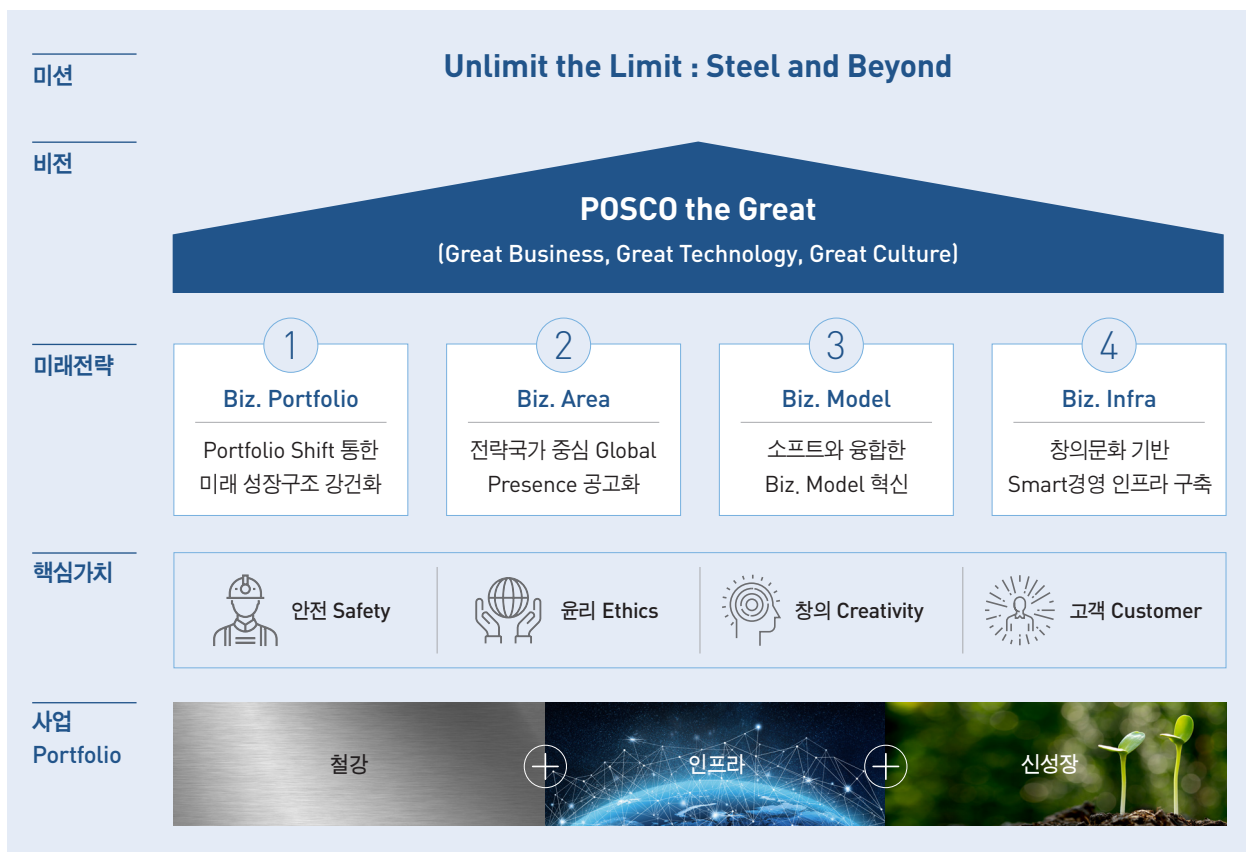 미션
Unlimit the Limit : Steel and Beyond
비전
POSCO the Great
(Great Business, Great Technology, Great Culture)
미래전략
1
Biz. Portfolio
Portfolio Shift 통한
미래 성장구조 강건화
2
Biz. Area
전략국가 중심 Global
Presence 공고화
3
Biz. Model
소프트와 융합한
Biz. Model 혁신
4
Biz. Infra
창의문화 기반
Smart경영 인프라 구축
핵심가치
안전 Safety
윤리 Ethics
창의 Creativity
고객 Customer
사업
Portfolio
철강
인프라
신성장